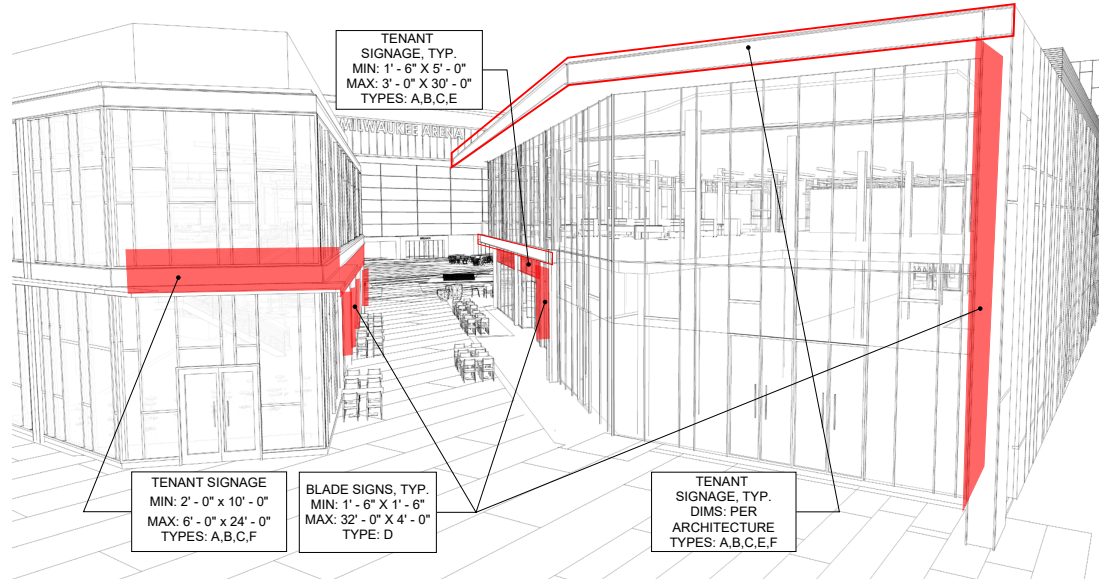 TENANT
SIGNAGE, TYP.
MIN: 1' - 6" X 5' - 0"
MAX: 3' - 0" X 30' - 0"
TYPES: A,B,C,E
MILWAUKEE ARENA
TENANT SIGNAGE
MIN: 2' - 0" x 10' - 0"
MAX: 6' - 0" x 24' - 0"
TYPES: A,B,C,F
BLADE SIGNS, TYP.
MIN: 1' - 6" X 1' - 6"
MAX: 32' - 0" X 4' - 0"
TYPE: D
TENANT
SIGNAGE, TYP.
DIMS: PER
ARCHITECTURE
TYPES: A,B,C,E,F